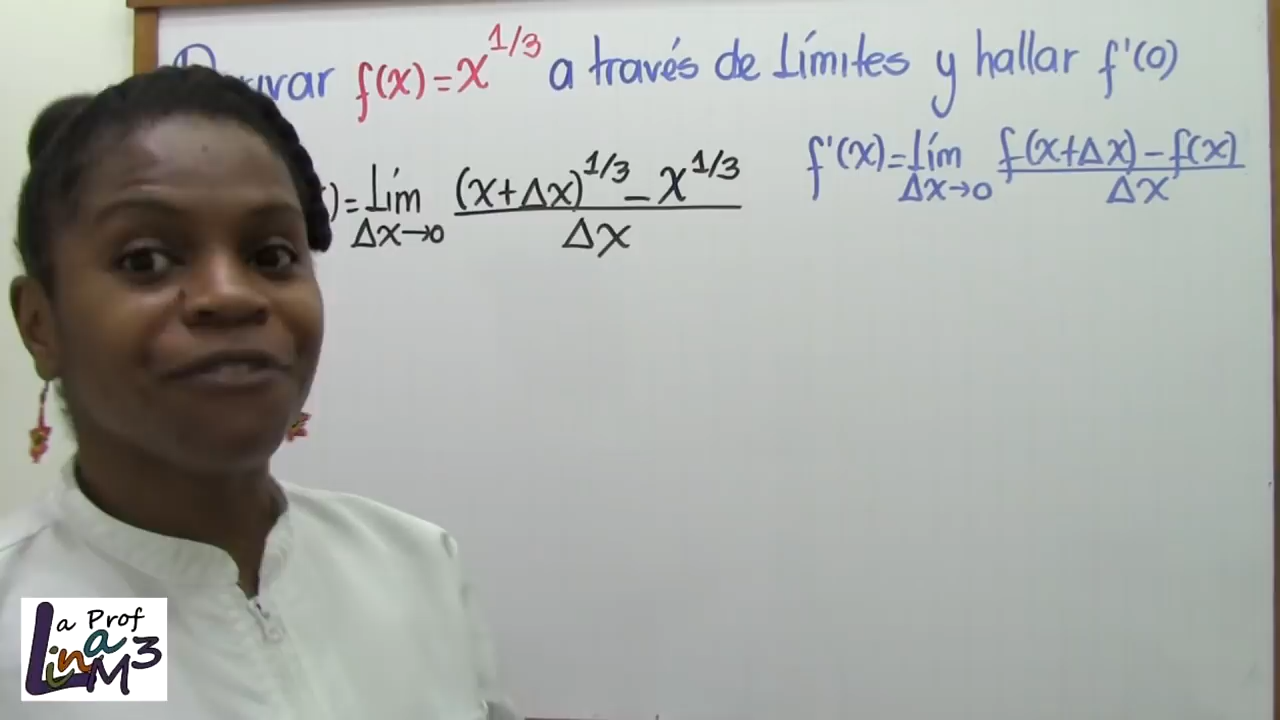 f(x)=x^1/3 a través de Límites y hallar f'(0)
f'(x)=Lím f(x+Δx)-f(x)
Δx→0 Δx
)=Lím (x+Δx)^1/3 - x^1/3
Δx→0 Δx
La Prof
Lina M3